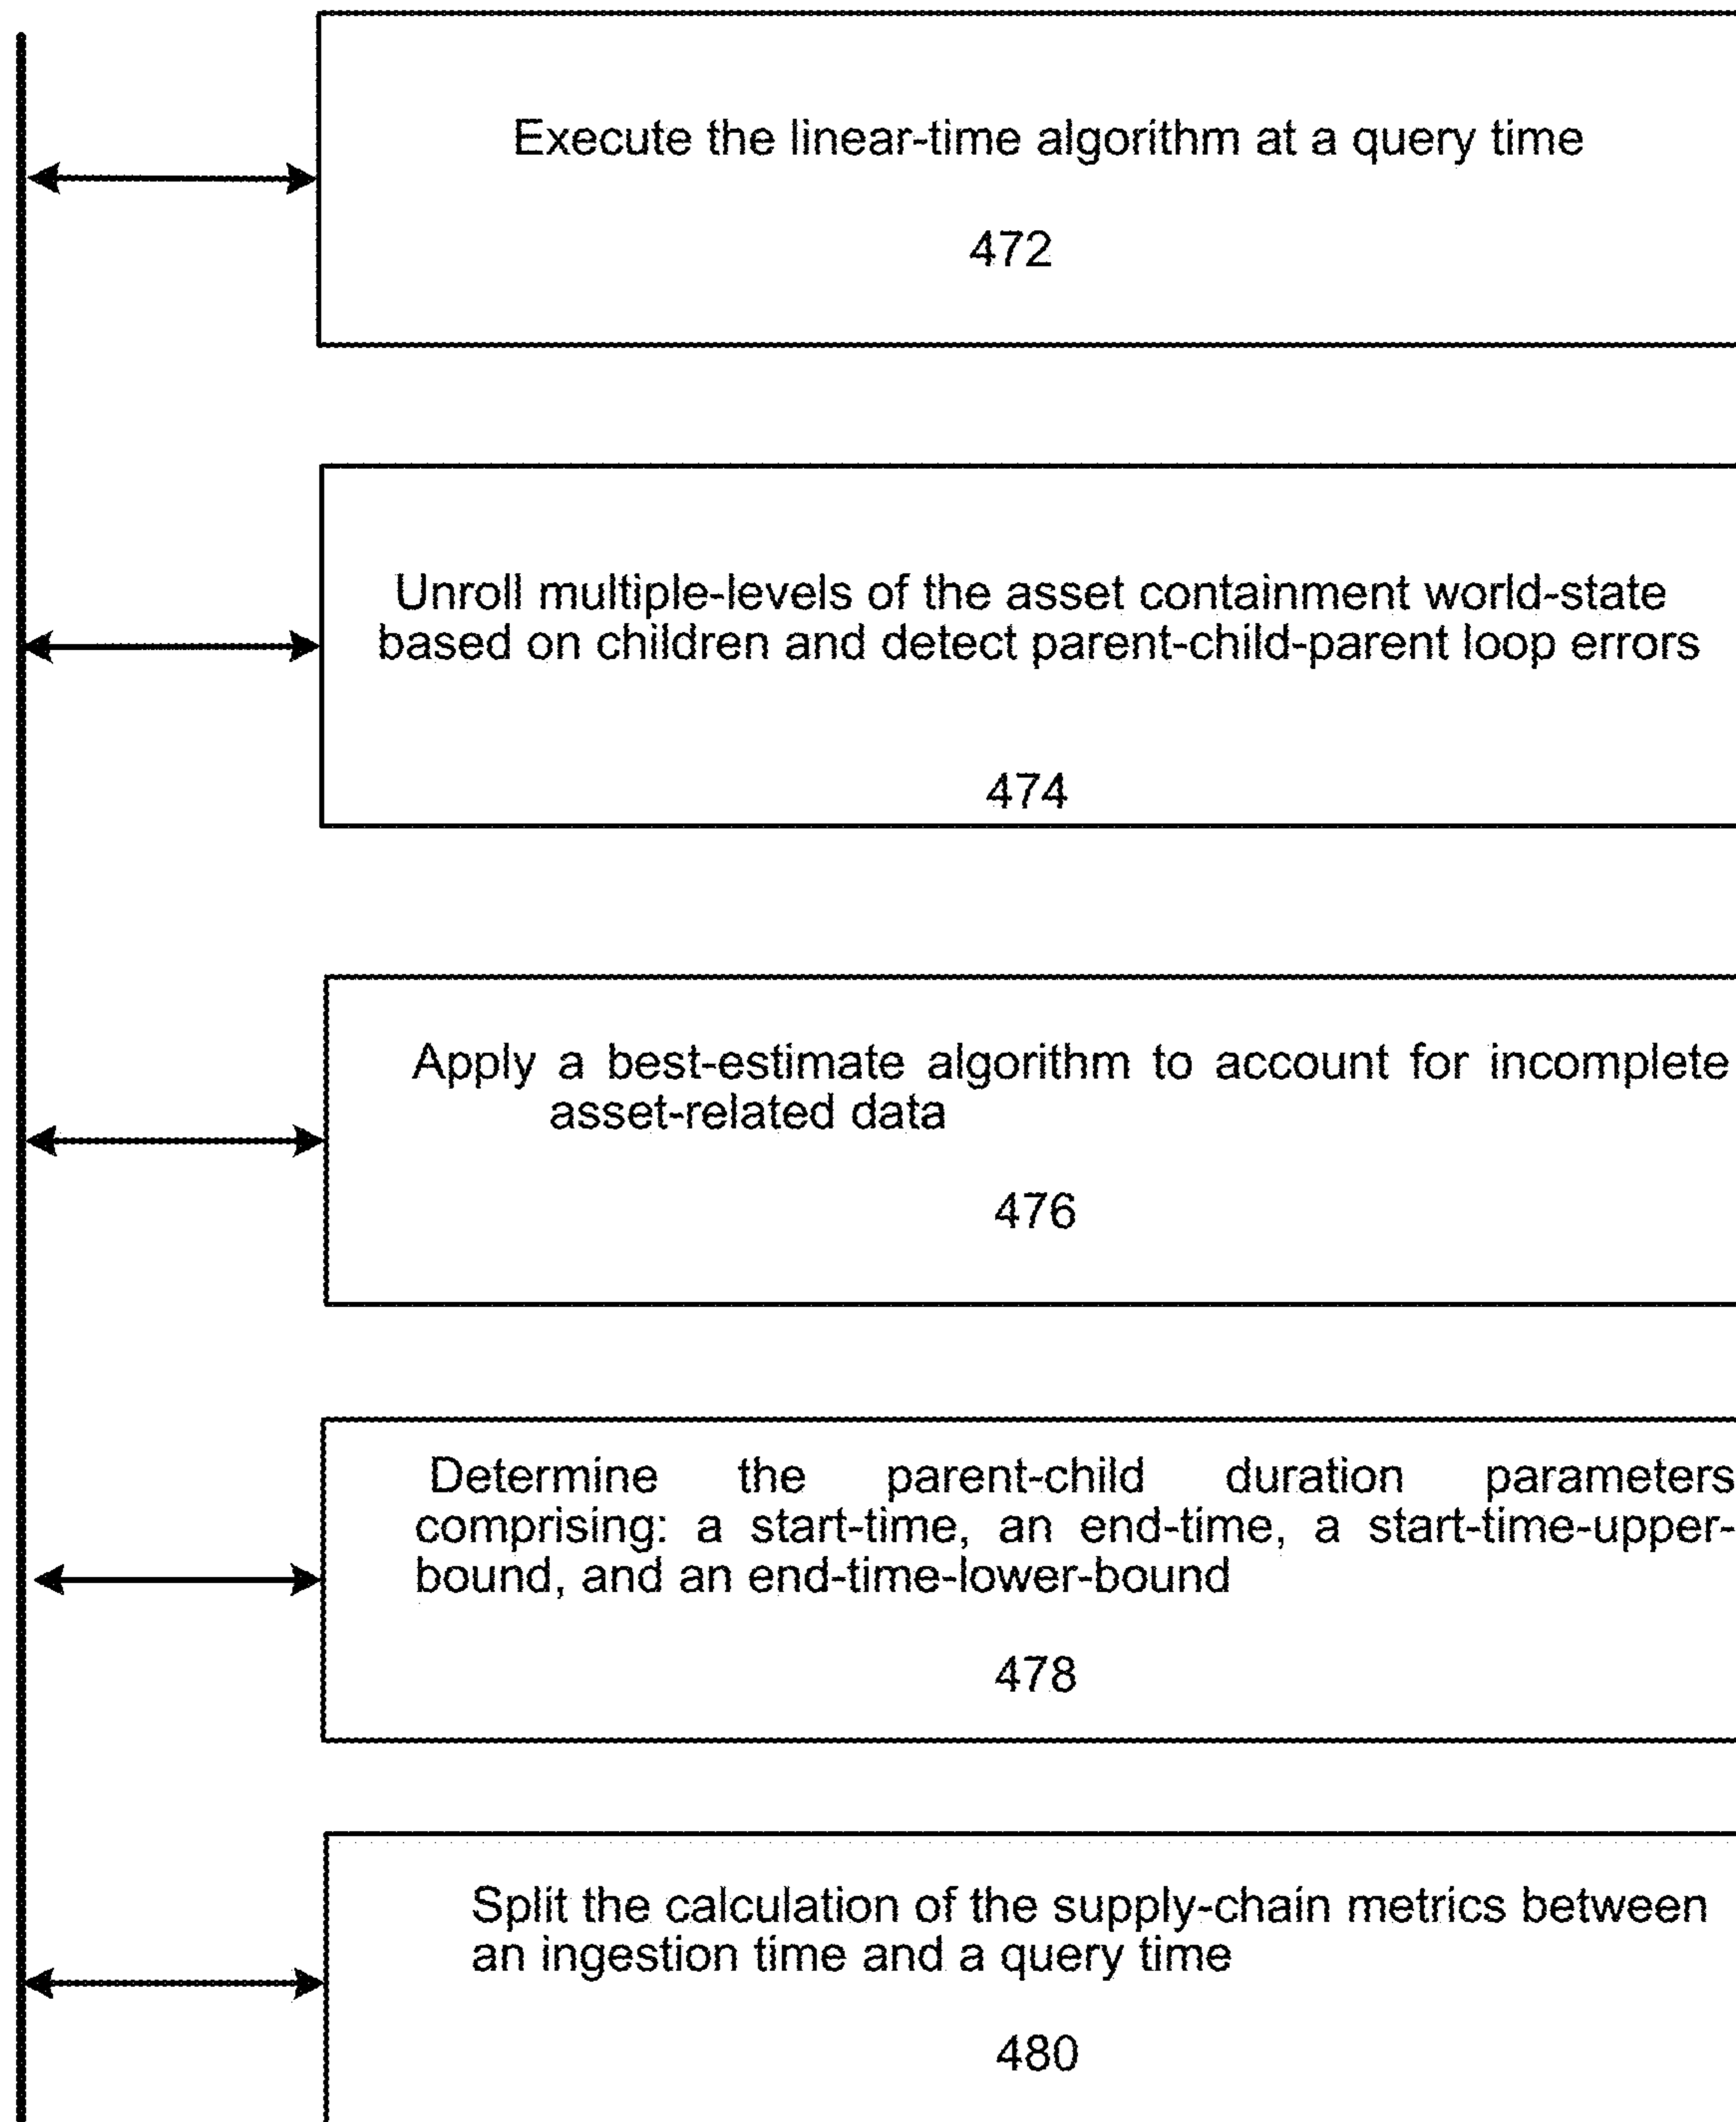 Execute the linear-time algorithm at a query time
472
Unroll multiple-levels of the asset containment world-state
based on children and detect parent-child-parent loop errors
474
Apply a best-estimate algorithm to account for incomplete
asset-related data
476
Determine the parent-child duration parameters
comprising: a start-time, an end-time, a start-time-upper-
bound, and an end-time-lower-bound
478
Split the calculation of the supply-chain metrics between
an ingestion time and a query time
480